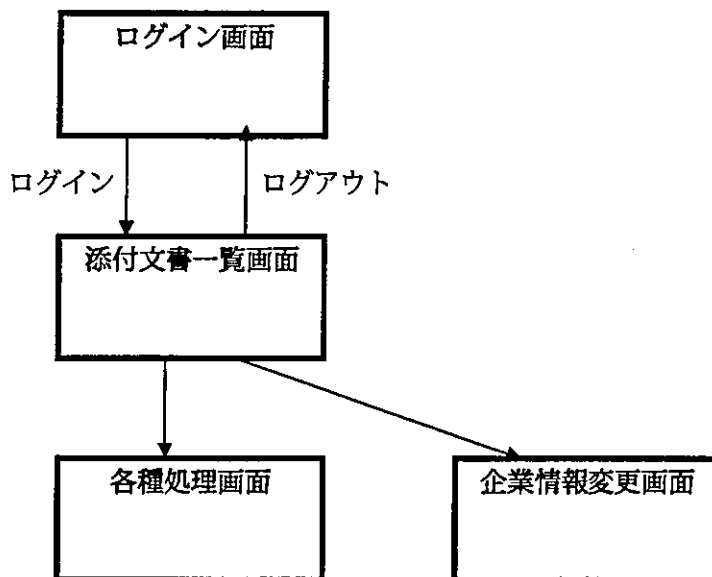 ログイン画面
ログイン
ログアウト
添付文書一覧画面
各種処理画面
企業情報変更画面